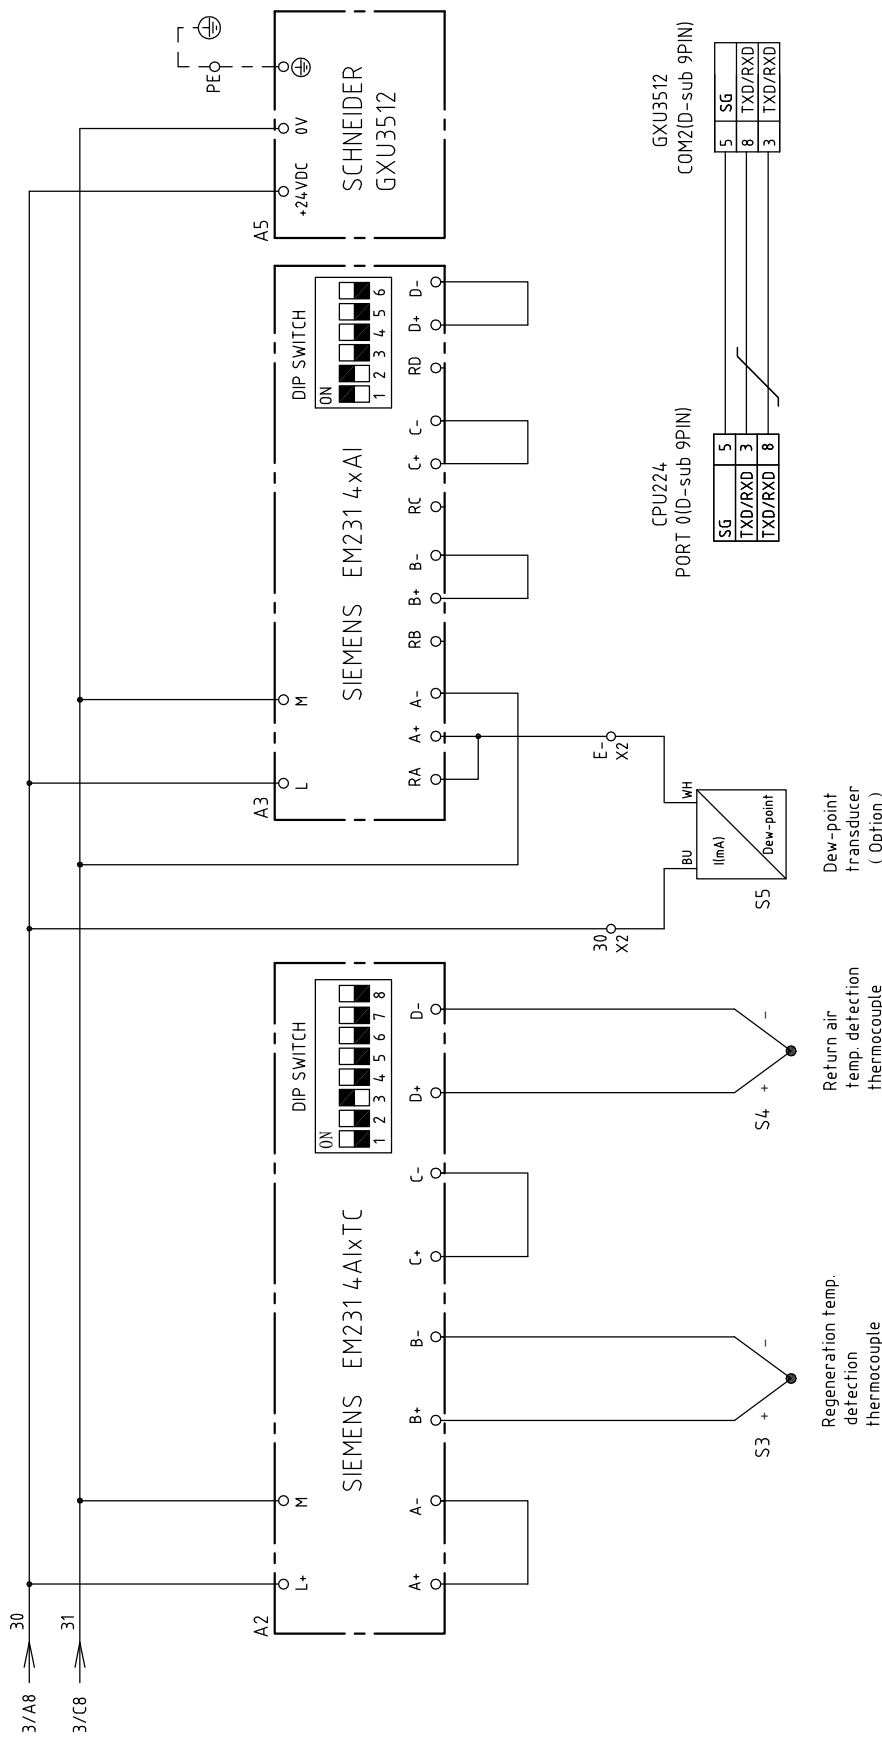 3/A8
30
3/C8
31
A2
L+
M
SIEMENS EM231 4AIxTC
DIP SWITCH
ON
1 2 3 4 5 6 7 8
A+ A- B+ B- C+ C- D+ D-
S3 + -
Regeneration temp.
detection
thermocouple
S4 + -
Return air
temp. detection
thermocouple
30
X2
E-
X2
BU
WH
I(mA)
Dew-point
S5
Dew-point
transducer
( Option )
A3
L
M
SIEMENS EM231 4xAI
DIP SWITCH
ON
1 2 3 4 5 6
RA A+ A- RB B+ B- RC C+ C- RD D+ D-
A5
+24VDC
0V
PE
SCHNEIDER
GXU3512
CPU224
PORT 0(D-sub 9PIN)
SG 5
TXD/RXD 3
TXD/RXD 8
GXU3512
COM2(D-sub 9PIN)
5 SG
8 TXD/RXD
3 TXD/RXD